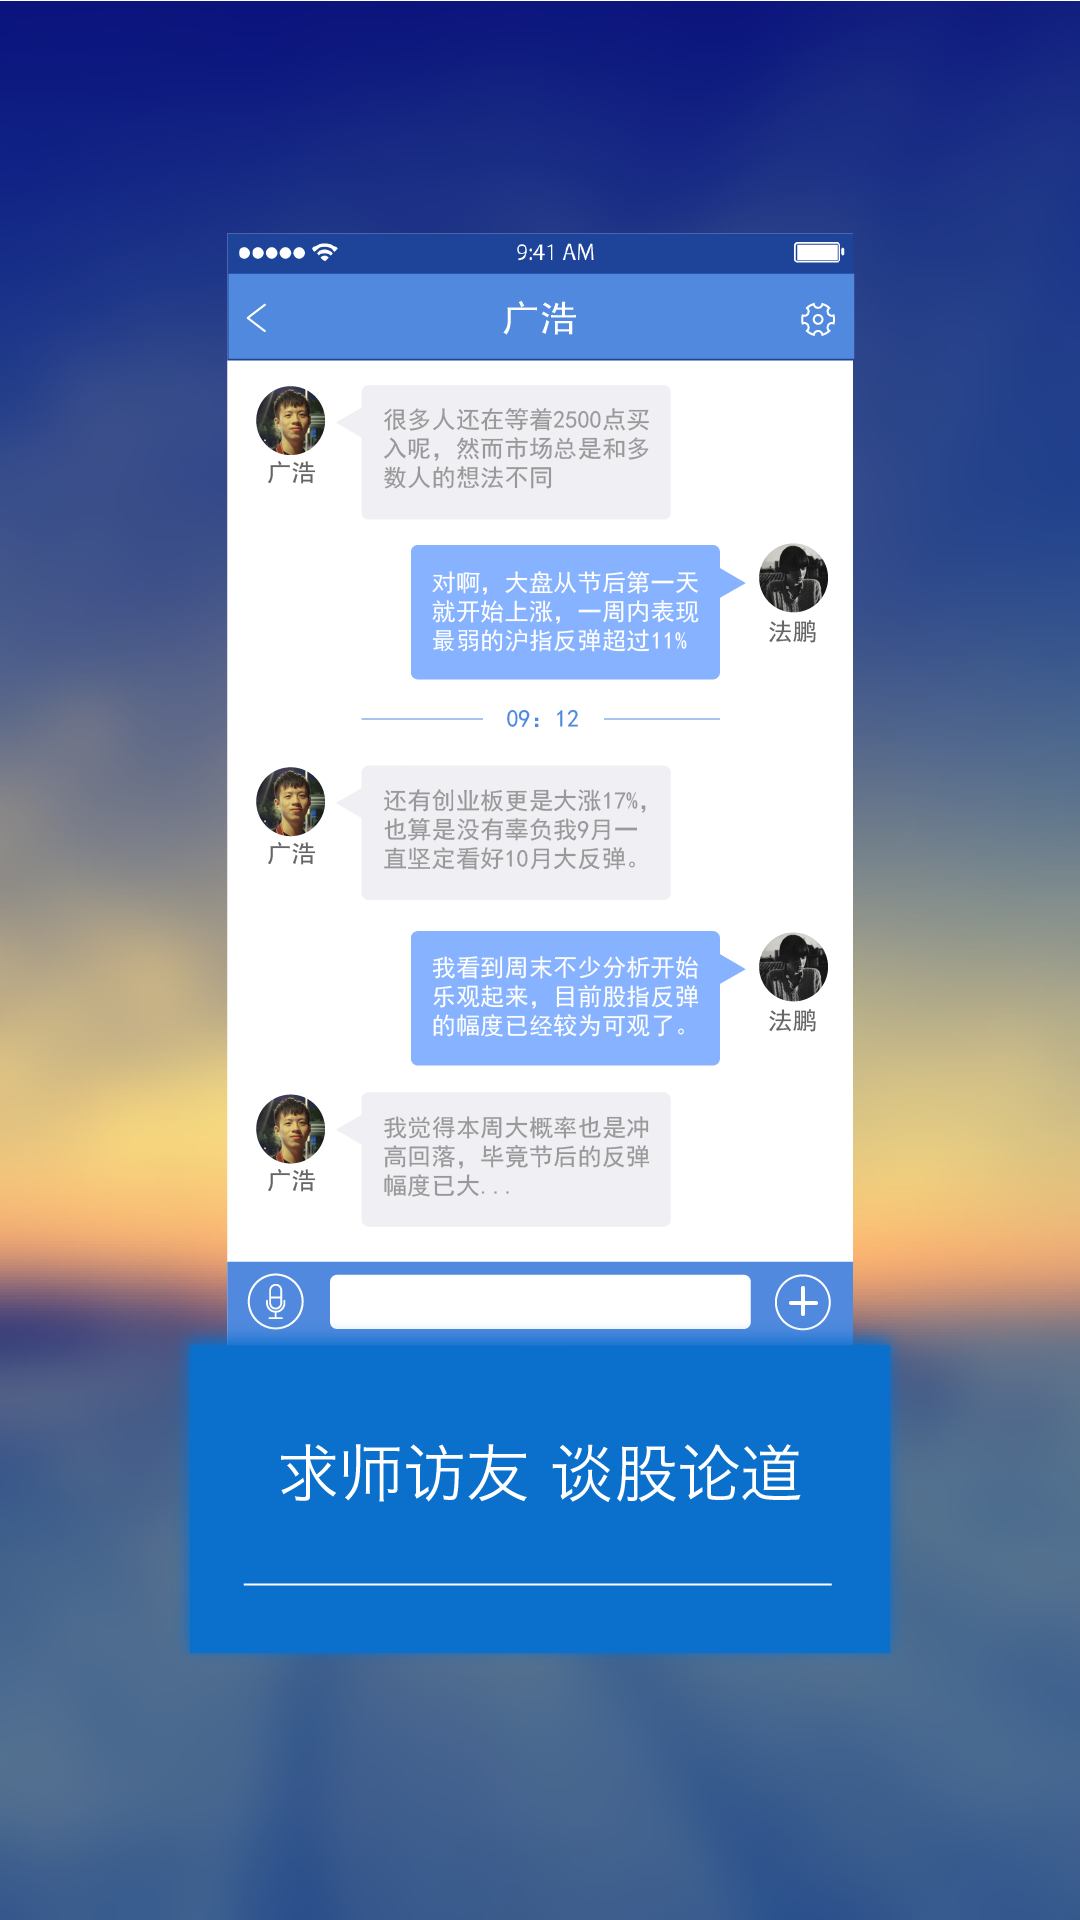 9:41 AM
广浩
很多人还在等着2500点买
入呢，然而市场总是和多
数人的想法不同
广浩
对啊，大盘从节后第一天
就开始上涨，一周内表现
最弱的沪指反弹超过11%
法鹏
09：12
还有创业板更是大涨17%，
也算是没有辜负我9月一
直坚定看好10月大反弹。
广浩
我看到周末不少分析开始
乐观起来，目前股指反弹
的幅度已经较为可观了。
法鹏
我觉得本周大概率也是冲
高回落，毕竟节后的反弹
幅度已大...
广浩
求师访友 谈股论道